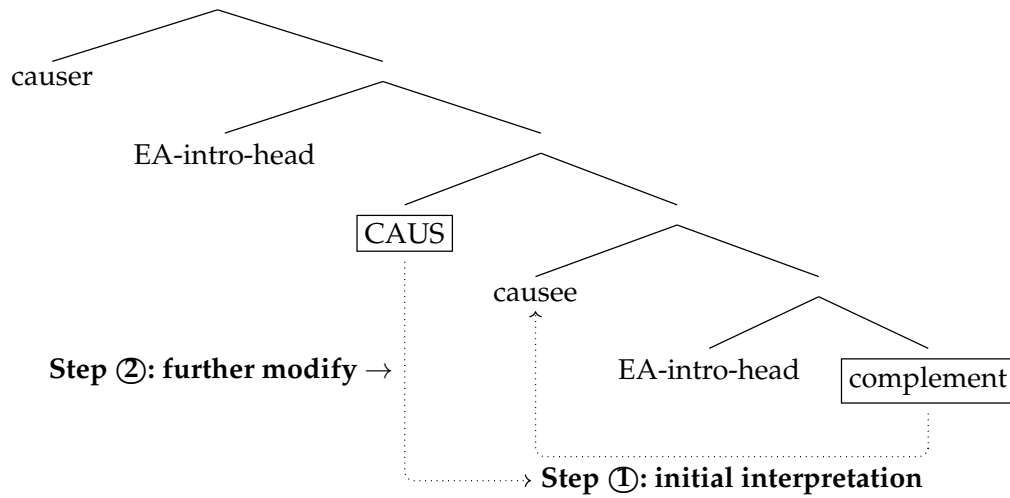 causer
EA-intro-head
CAUS
causee
Step ②: further modify →
EA-intro-head
complement
Step ①: initial interpretation